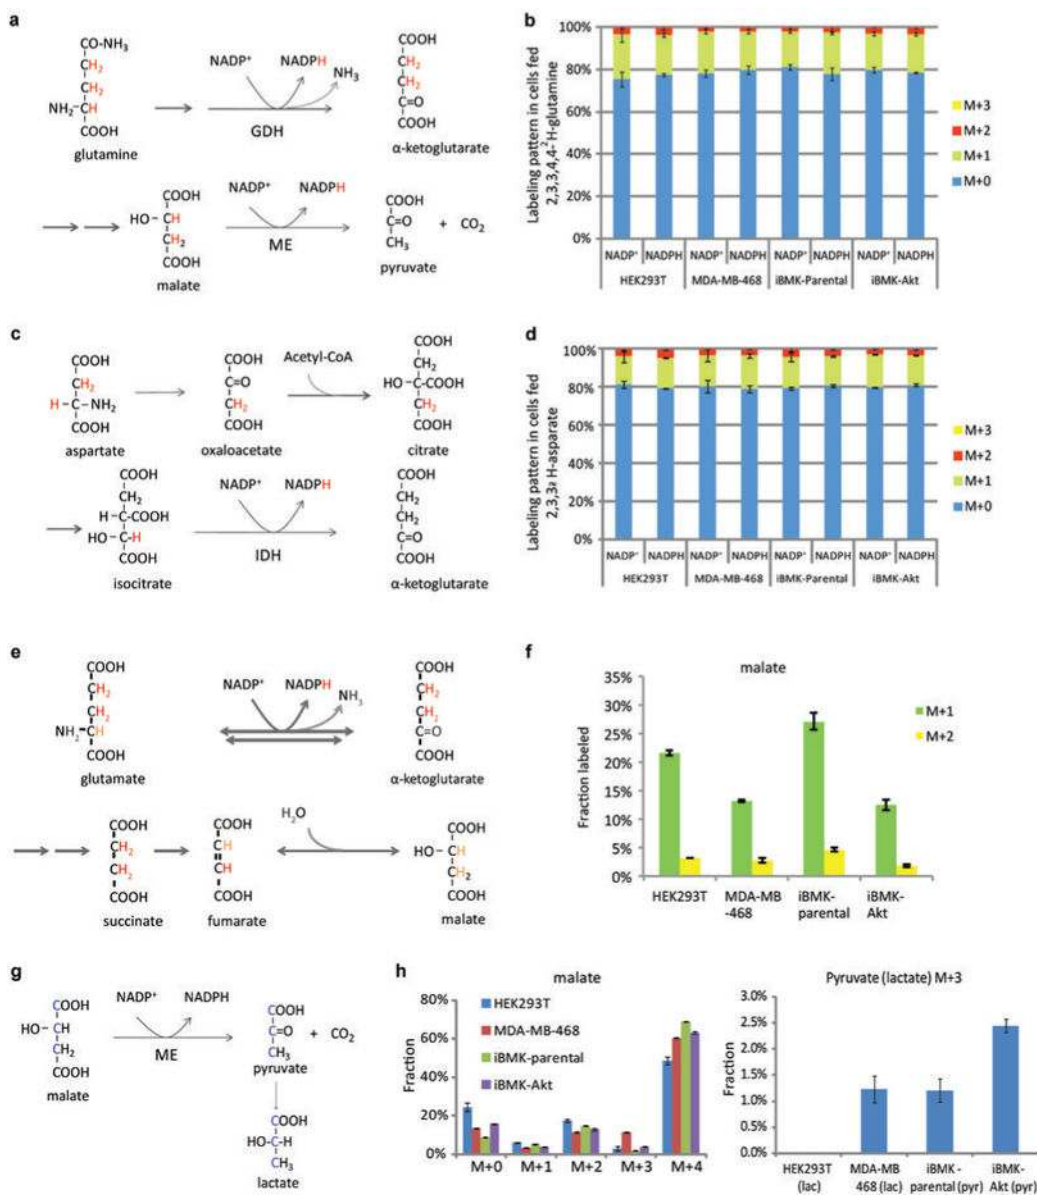 a
CO-NH3
CH2
CH2
NH2-C-H
COOH
glutamine
NADP+
NADPH
NH3
GDH
COOH
CH2
CH2
C=O
COOH
α-ketoglutarate
COOH
HO-CH
CH2
COOH
malate
NADP+
NADPH
ME
COOH
C=O
CH3
pyruvate
+ CO2
b
Labeling pattern in cells fed
2,3,3,4,4-2H-glutamine
100%
80%
60%
40%
20%
0%
NADP+ NADPH NADP+ NADPH NADP+ NADPH NADP+ NADPH
HEK293T MDA-MB-468 iBMK-Parental iBMK-Akt
M+3
M+2
M+1
M+0
c
COOH
CH2
H-C-NH2
COOH
aspartate
COOH
C=O
CH2
COOH
oxaloacetate
Acetyl-CoA
COOH
CH2
HO-C-COOH
CH2
COOH
citrate
COOH
CH2
H-C-COOH
HO-C-H
COOH
isocitrate
NADP+
NADPH
IDH
COOH
CH2
CH2
C=O
COOH
α-ketoglutarate
d
Labeling pattern in cells fed
H-asparate
100%
80%
60%
40%
20%
0%
NADP+ NADPH NADP+ NADPH NADP+ NADPH NADP+ NADPH
HEK293T MDA-MB-468 iBMK-Parental iBMK-Akt
M+3
M+2
M+1
M+0
e
COOH
CH2
CH2
NH2-CH
COOH
glutamate
NADP+
NADPH
NH3
COOH
CH2
CH2
C=O
COOH
α-ketoglutarate
COOH
CH2
CH2
COOH
succinate
COOH
CH
CH
COOH
fumarate
H2O
COOH
HO-CH
CH2
COOH
malate
f
malate
Fraction labeled
35%
30%
25%
20%
15%
10%
5%
0%
HEK293T MDA-MB iBMK- iBMK-
-468 parental Akt
M+1
M+2
g
COOH
HO-CH
CH2
COOH
malate
NADP+
NADPH
ME
COOH
C=O
CH3
pyruvate
+ CO2
COOH
HO-C-H
CH3
lactate
h
malate
Fraction
80%
60%
40%
20%
0%
HEK293T
MDA-MB-468
iBMK-parental
iBMK-Akt
M+0 M+1 M+2 M+3 M+4
Pyruvate (lactate) M+3
Fraction
3.0%
2.5%
2.0%
1.5%
1.0%
0.5%
0.0%
HEK293T MDA-MB iBMK - iBMK-
(lac) 468 (lac) parental (pyr) Akt (pyr)